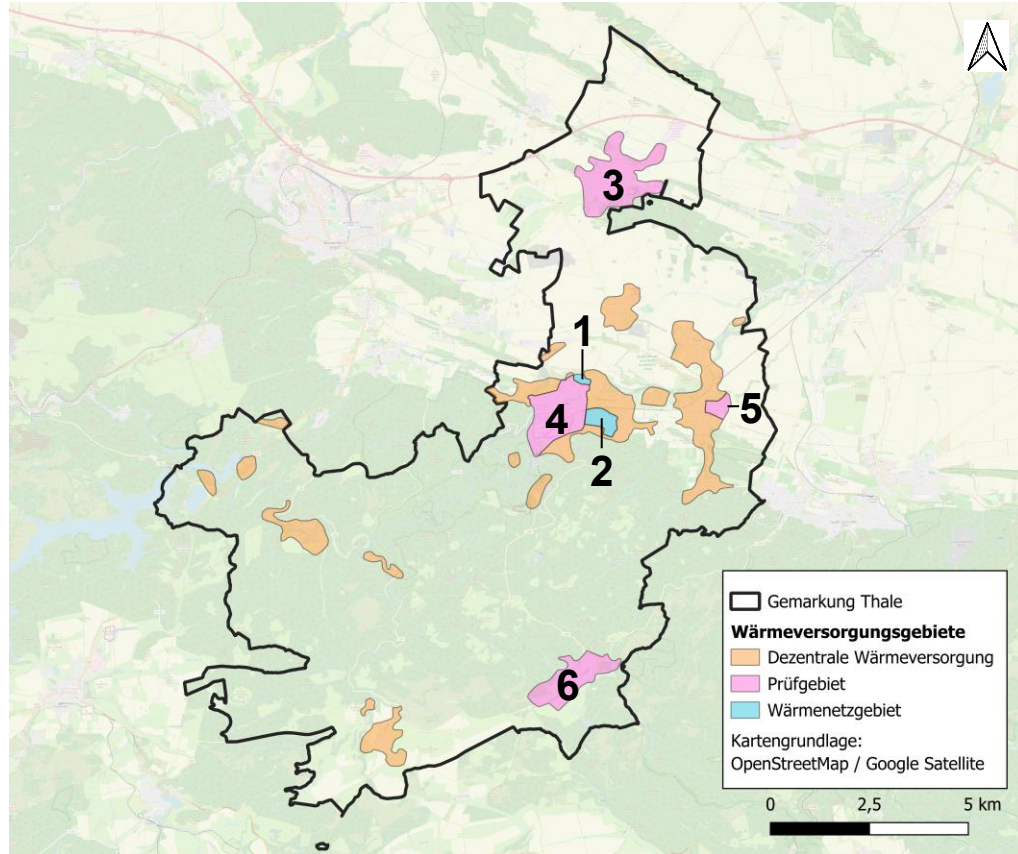 3
1
4
5
2
6
Gemarkung Thale
Wärmeversorgungsgebiete
Dezentrale Wärmeversorgung
Prüfgebiet
Wärmenetzgebiet
Kartengrundlage:
OpenStreetMap / Google Satellite
0 2,5 5 km